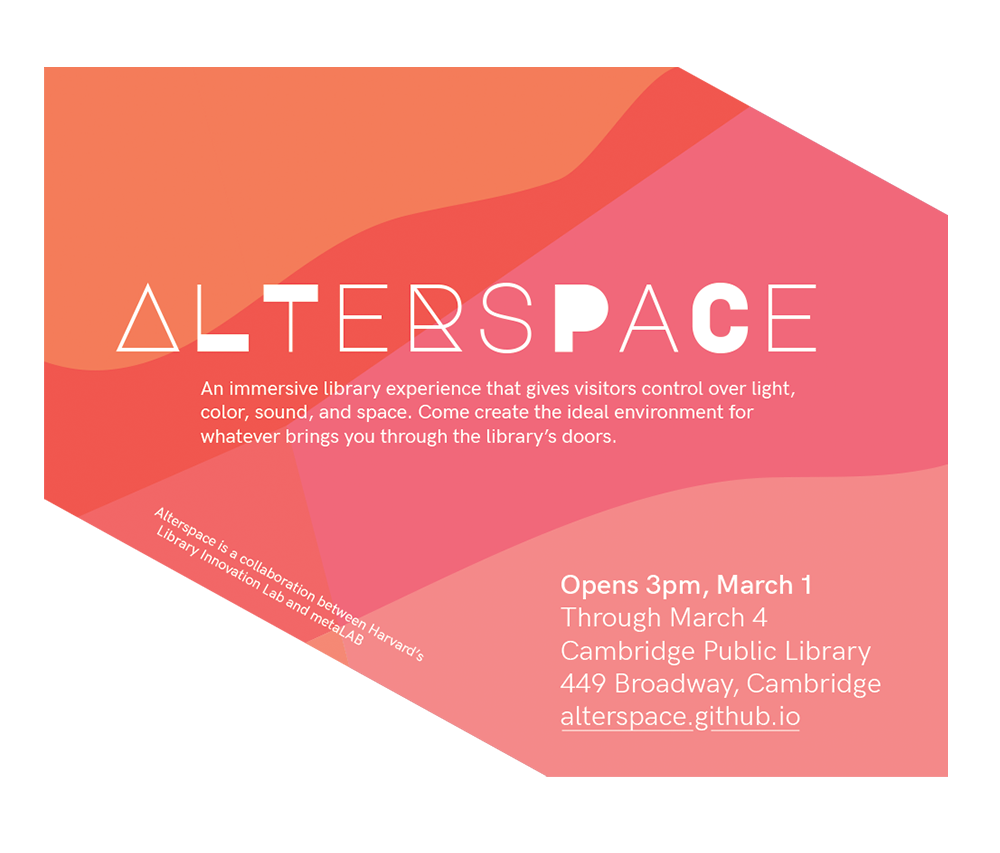 ALTERSPACE
An immersive library experience that gives visitors control over light,
color, sound, and space. Come create the ideal environment for
whatever brings you through the library's doors.
Alterspace is a collaboration between Harvard's
Library Innovation Lab and metaLAB
Opens 3pm, March 1
Through March 4
Cambridge Public Library
449 Broadway, Cambridge
alterspace.github.io